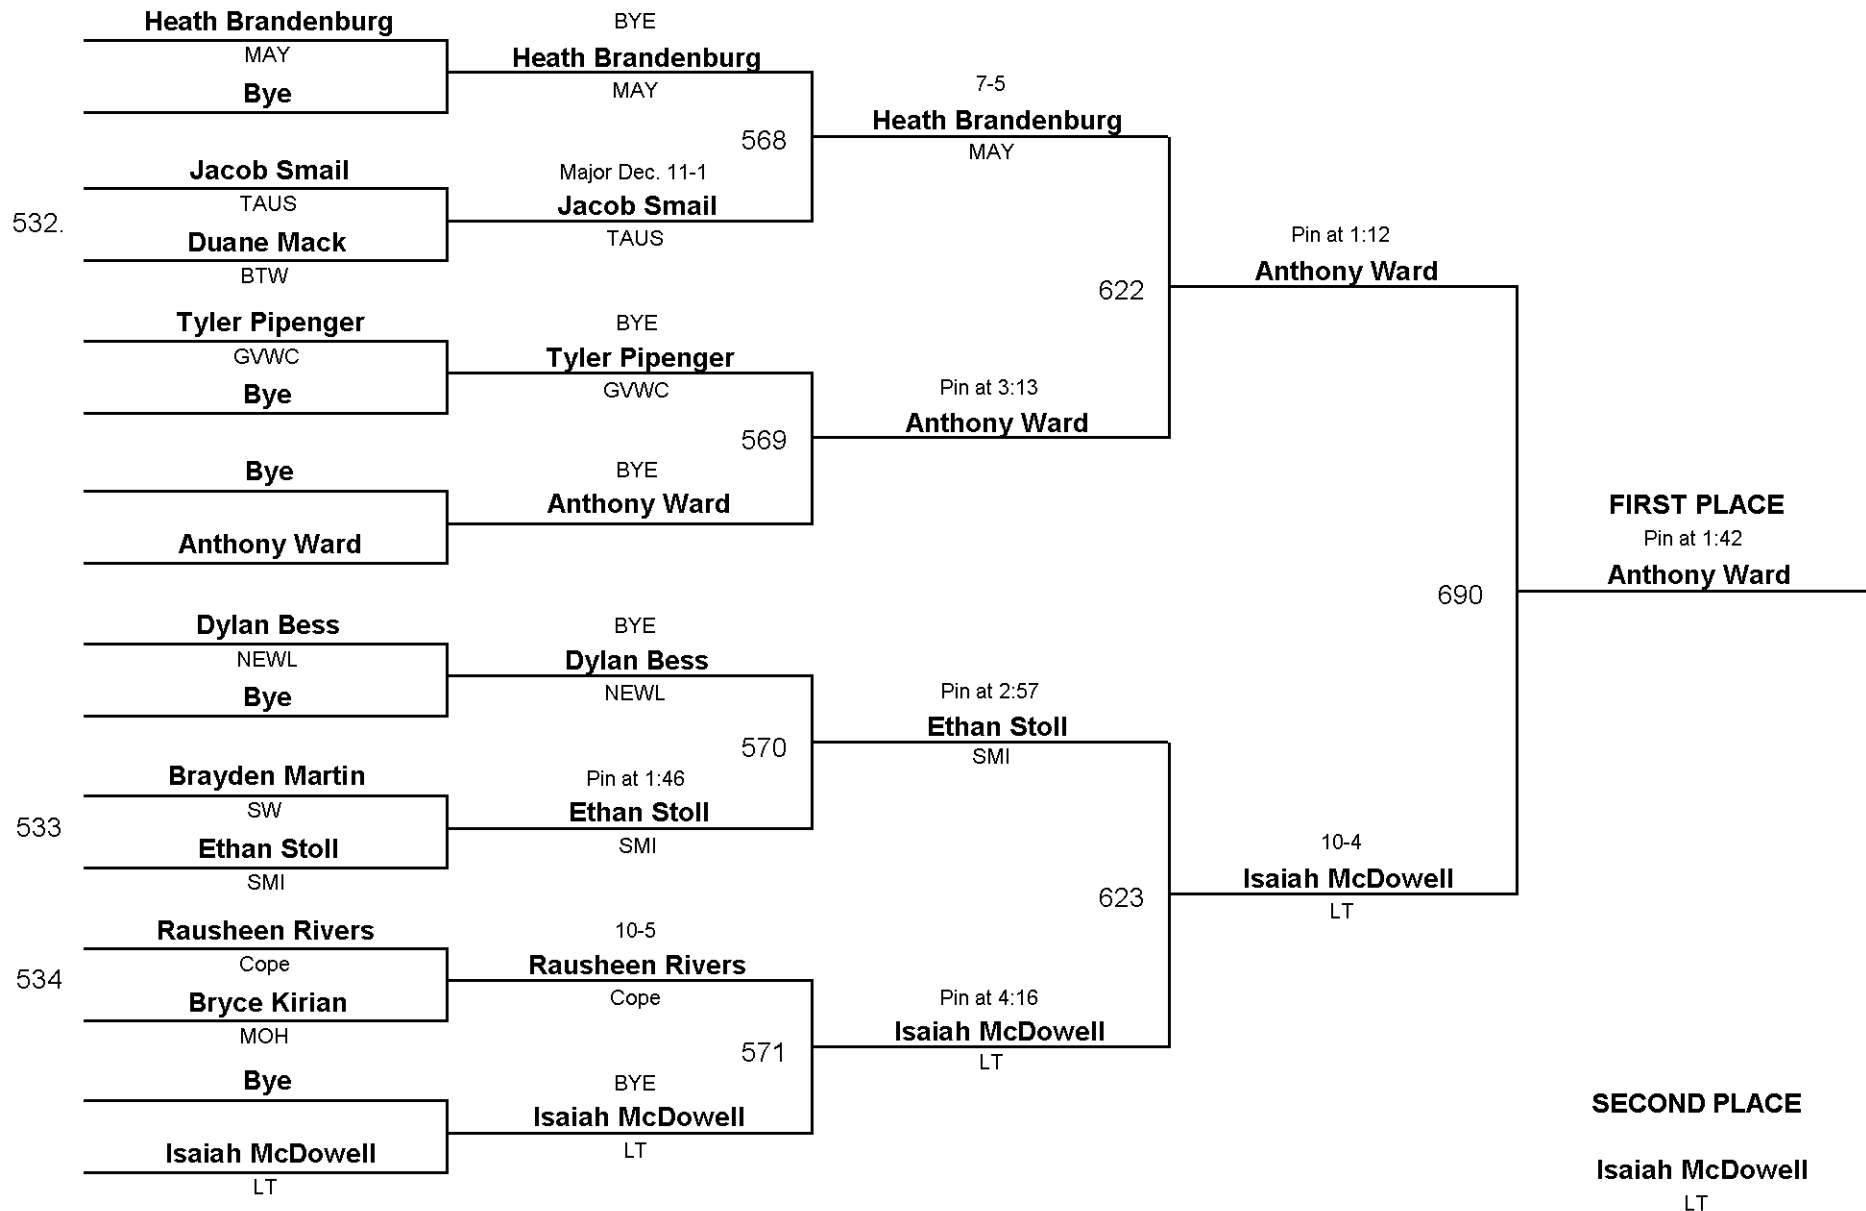 Heath Brandenburg
MAY
Bye
532.
Jacob Smail
TAUS
Duane Mack
BTW
Tyler Pipenger
GVWC
Bye
Bye
Anthony Ward
Dylan Bess
NEWL
Bye
533
Brayden Martin
SW
Ethan Stoll
SMI
534
Rausheen Rivers
Cope
Bryce Kirian
MOH
Bye
Isaiah McDowell
LT
BYE
Heath Brandenburg
MAY
568
Major Dec. 11-1
Jacob Smail
TAUS
BYE
Tyler Pipenger
GVWC
569
BYE
Anthony Ward
BYE
Dylan Bess
NEWL
570
Pin at 1:46
Ethan Stoll
SMI
10-5
Rausheen Rivers
Cope
571
BYE
Isaiah McDowell
LT
7-5
Heath Brandenburg
MAY
622
Pin at 3:13
Anthony Ward
Pin at 2:57
Ethan Stoll
SMI
623
Pin at 4:16
Isaiah McDowell
LT
Pin at 1:12
Anthony Ward
690
10-4
Isaiah McDowell
LT
FIRST PLACE
Pin at 1:42
Anthony Ward
SECOND PLACE
Isaiah McDowell
LT